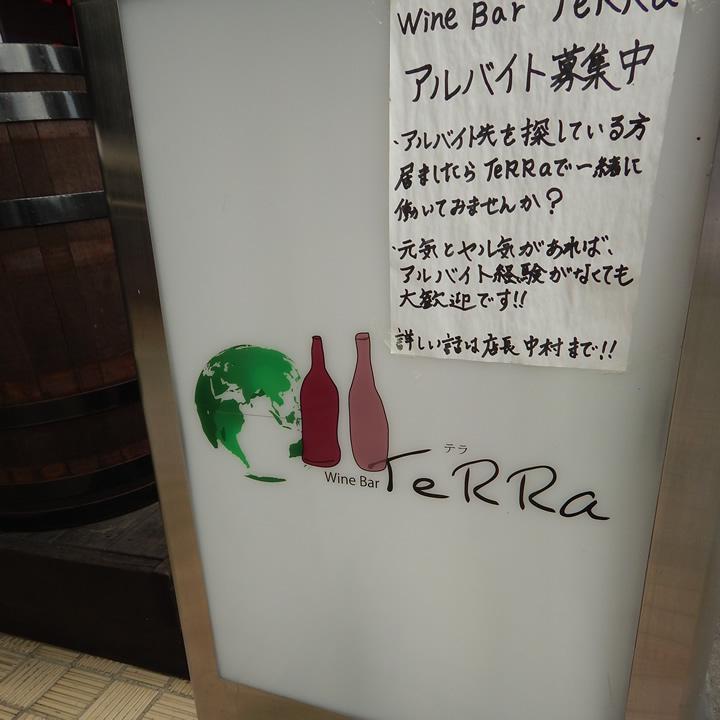 Wine Bar TeRRa
アルバイト募集中
・アルバイト先を探している方
居ましたらTeRRaで一緒に
働いてみませんか？
・元気とヤル気があれば、
アルバイト経験がなくても
大歓迎です!!
詳しい話は店長中村まで!!
テラ
Wine Bar TeRRa